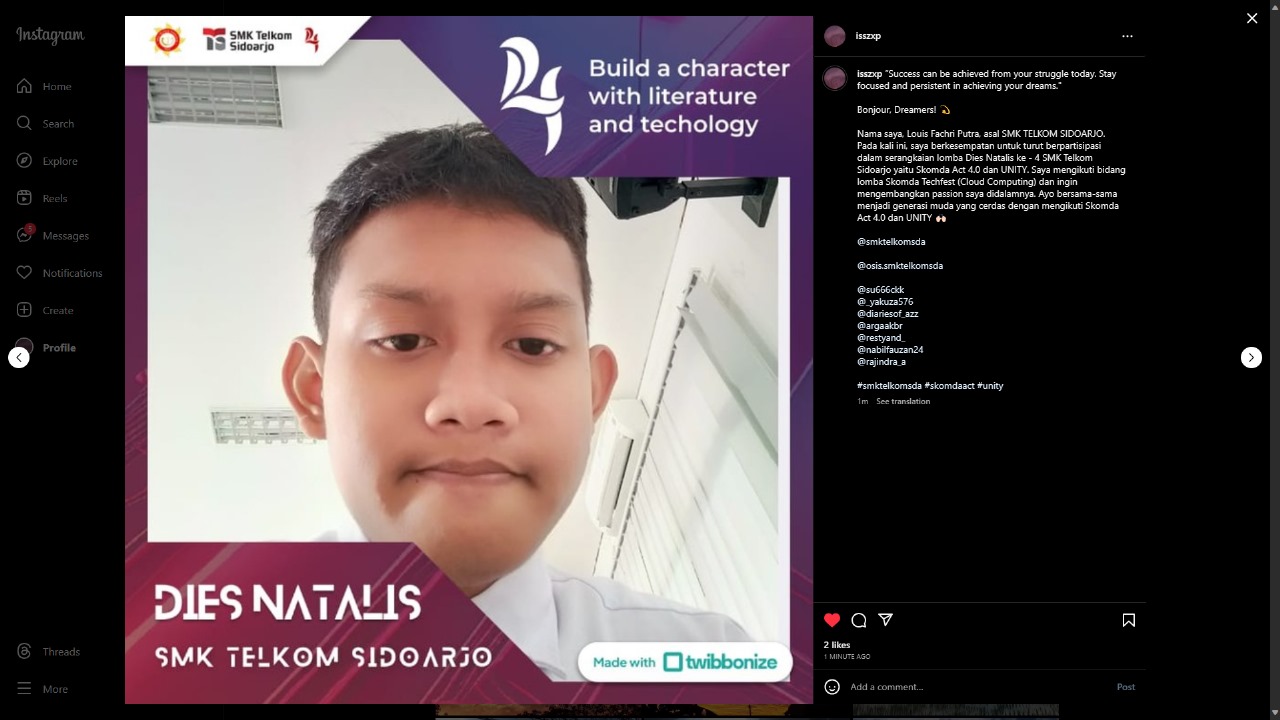 Instagram
Home
Search
Explore
Reels
5
Messages
Notifications
Create
Profile
Threads
More
SMK Telkom
Sidoarjo
Build a character
with literature
and techology
DIES NATALIS
SMK TELKOM SIDOARJO
Made with twibbonize
isszxp
isszxp "Success can be achieved from your struggle today. Stay
focused and persistent in achieving your dreams."
Bonjour, Dreamers! 💫
Nama saya, Louis Fachri Putra, asal SMK TELKOM SIDOARJO.
Pada kali ini, saya berkesempatan untuk turut berpartisipasi
dalam serangkaian lomba Dies Natalis ke - 4 SMK Telkom
Sidoarjo yaitu Skomda Act 4.0 dan UNITY. Saya mengikuti bidang
lomba Skomda Techfest (Cloud Computing) dan ingin
mengembangkan passion saya didalamnya. Ayo bersama-sama
menjadi generasi muda yang cerdas dengan mengikuti Skomda
Act 4.0 dan UNITY 🙌🏻
@smktelkomsda
@osis.smktelkomsda
@su666ckk
@_yakuza576
@diariesof_azz
@argaakbr
@restyand_
@nabilfauzan24
@rajindra_a
#smktelkomsda #skomdaact #unity
1m See translation
2 likes
1 MINUTE AGO
Add a comment...
Post